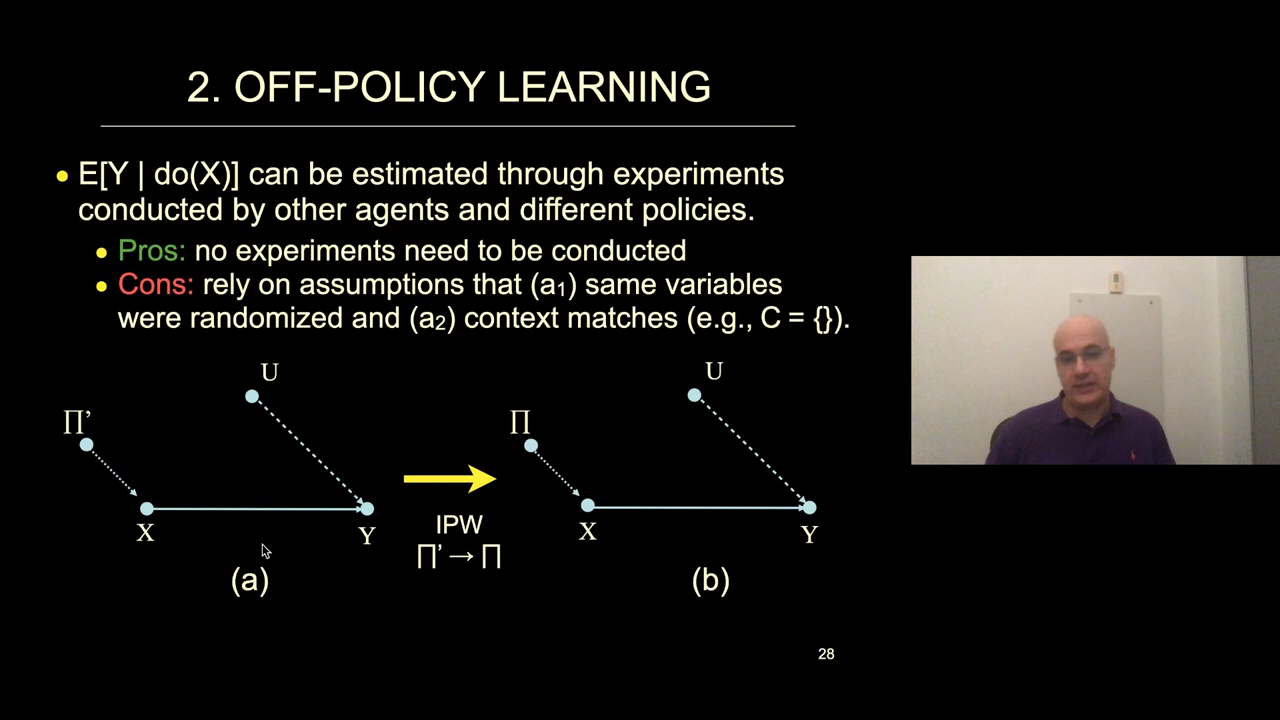 2. OFF-POLICY LEARNING
• E[Y | do(X)] can be estimated through experiments
conducted by other agents and different policies.
• Pros: no experiments need to be conducted
• Cons: rely on assumptions that (a₁) same variables
were randomized and (a₂) context matches (e.g., C = {}).
U
U
∏’
∏
X
Y
IPW
∏’ → ∏
X
Y
(a)
(b)
28